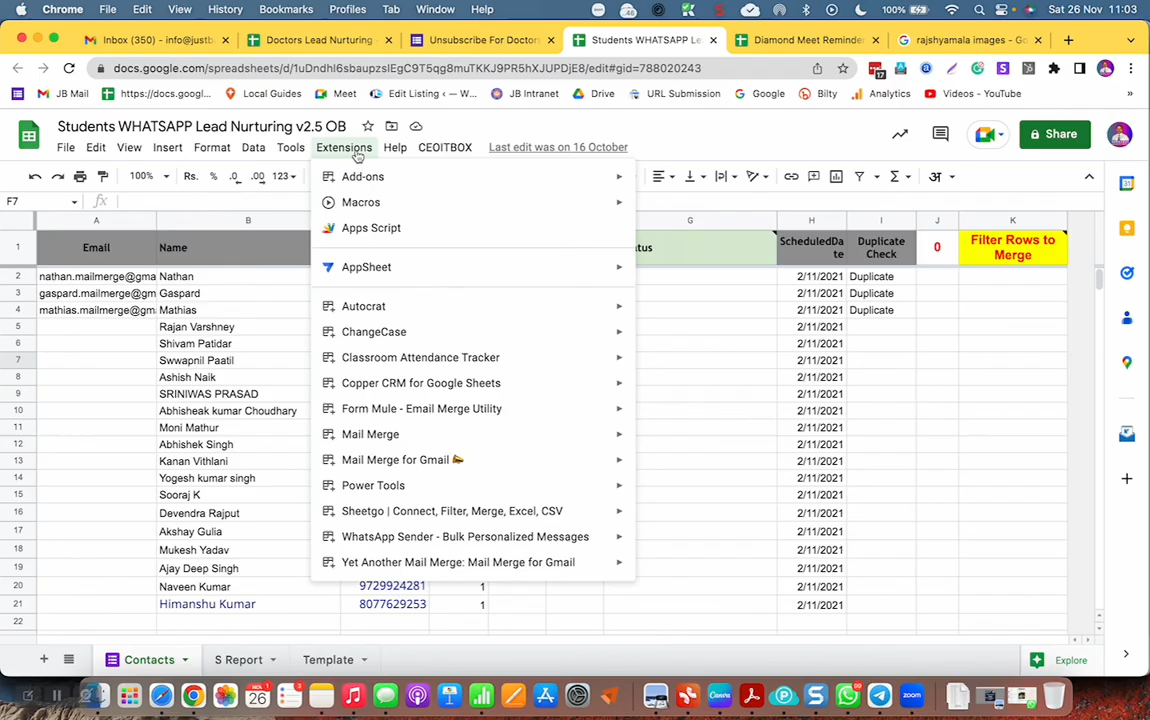 Chrome File Edit View History Bookmarks Profiles Tab Window Help 100% Sat 26 Nov 11:03
Inbox (350) - info@justb Doctors Lead Nurturing - Unsubscribe For Doctors Students WHATSAPP Le Diamond Meet Reminder rajshyamala images - Go
docs.google.com/spreadsheets/d/1uDndhI6sbaupzslEgC9T5qg8muTKKJ9PR5hXJUPDjE8/edit#gid=788020243
JB Mail https://docs.googl... Local Guides Meet Edit Listing (— W... JB Intranet Drive URL Submission Google Bilty Analytics Videos - YouTube »
Students WHATSAPP Lead Nurturing v2.5 OB
Share
File Edit View Insert Format Data Tools Extensions Help CEOITBOX Last edit was on 16 October
150% Rs. % .0 .00 123 Σ अ
F7 fx
A B G H I J K
1 Email Name tus ScheduledDa te Duplicate Check 0 Filter Rows to Merge
2 nathan.mailmerge@gma Nathan 2/11/2021 Duplicate
3 gaspard.mailmerge@gm Gaspard 2/11/2021 Duplicate
4 mathias.mailmerge@gma Mathias 2/11/2021 Duplicate
5 Rajan Varshney 2/11/2021
6 Shivam Patidar 2/11/2021
7 Swwapnil Paatil 2/11/2021
8 Ashish Naik 2/11/2021
9 SRINIWAS PRASAD 2/11/2021
10 Abhisheak kumar Choudhary 2/11/2021
11 Moni Mathur 2/11/2021
12 Abhishek Singh 2/11/2021
13 Kanan Vithlani 2/11/2021
14 Yogesh kumar singh 2/11/2021
15 Sooraj K 2/11/2021
16 Devendra Rajput 2/11/2021
17 Akshay Gulia 2/11/2021
18 Mukesh Yadav 2/11/2021
19 Ajay Deep Singh 2/11/2021
20 Naveen Kumar 9729924281 1 2/11/2021
21 Himanshu Kumar 8077629253 1 2/11/2021
22
Add-ons
Macros
Apps Script
AppSheet
Autocrat
ChangeCase
Classroom Attendance Tracker
Copper CRM for Google Sheets
Form Mule - Email Merge Utility
Mail Merge
Mail Merge for Gmail
Power Tools
Sheetgo | Connect, Filter, Merge, Excel, CSV
WhatsApp Sender - Bulk Personalized Messages
Yet Another Mail Merge: Mail Merge for Gmail
Contacts S Report Template Explore